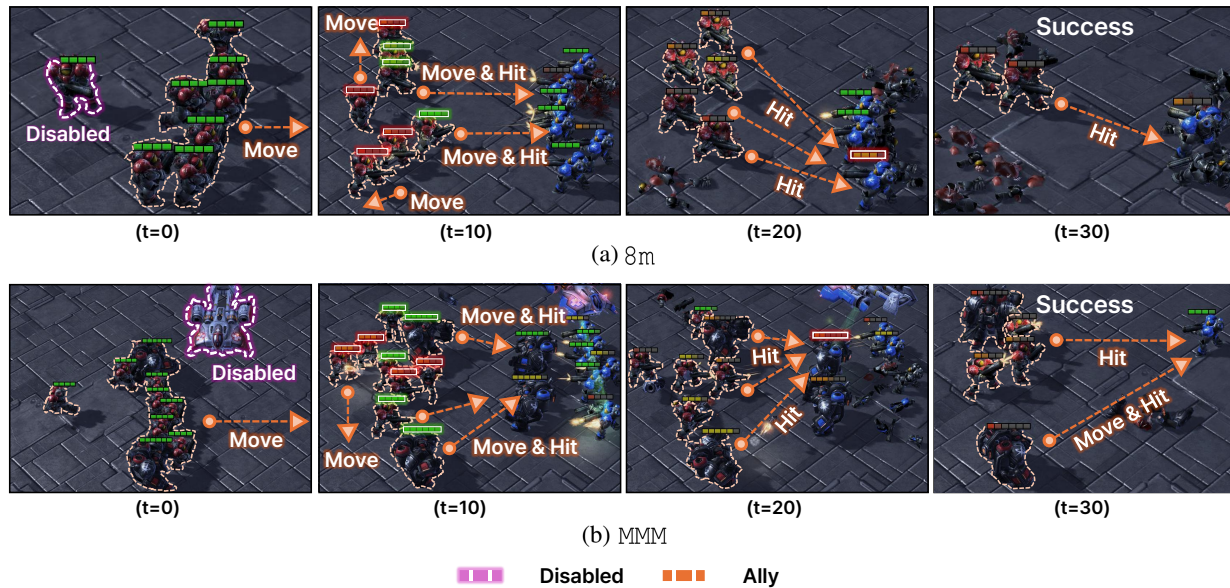 Success
Move
Move & Hit
Disabled
Move
Move & Hit
Move
Hit
Hit
Hit
(t=0)
(t=10)
(t=20)
(t=30)
(a) 8m
Success
Move & Hit
Disabled
Hit
Hit
Move
Move
Move & Hit
Hit
Move & Hit
(t=0)
(t=10)
(t=20)
(t=30)
(b) MMM
Disabled
Ally